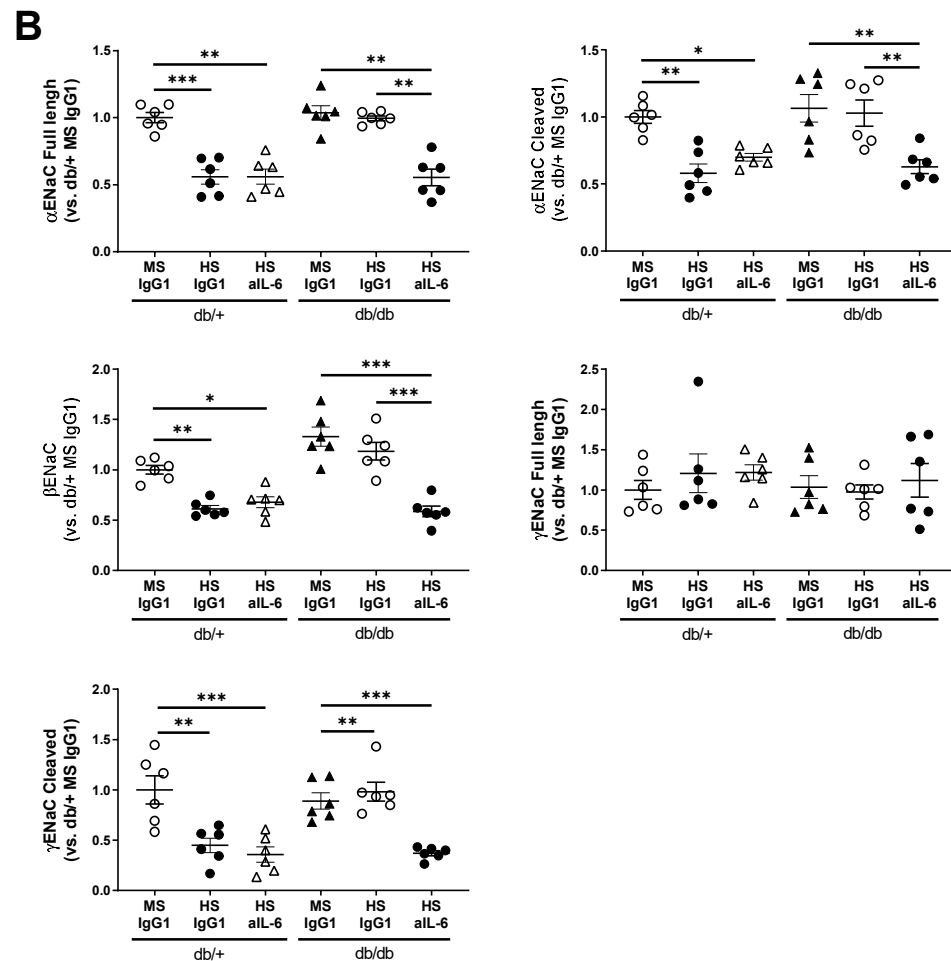 B
αENaC Full lengh
(vs. db/+ MS IgG1)
1.5
1.0
0.5
0.0
**
***
**
**
MS HS HS MS HS HS
IgG1 IgG1 aIL-6 IgG1 IgG1 aIL-6
db/+ db/db
αENaC Cleaved
(vs. db/+ MS IgG1)
1.5
1.0
0.5
0.0
*
**
**
**
MS HS HS MS HS HS
IgG1 IgG1 aIL-6 IgG1 IgG1 aIL-6
db/+ db/db
βENaC
(vs. db/+ MS IgG1)
2.0
1.5
1.0
0.5
0.0
*
**
***
***
MS HS HS MS HS HS
IgG1 IgG1 aIL-6 IgG1 IgG1 aIL-6
db/+ db/db
γENaC Full lengh
(vs. db/+ MS IgG1)
2.5
2.0
1.5
1.0
0.5
0.0
MS HS HS MS HS HS
IgG1 IgG1 aIL-6 IgG1 IgG1 aIL-6
db/+ db/db
γENaC Cleaved
(vs. db/+ MS IgG1)
2.0
1.5
1.0
0.5
0.0
***
**
***
**
MS HS HS MS HS HS
IgG1 IgG1 aIL-6 IgG1 IgG1 aIL-6
db/+ db/db